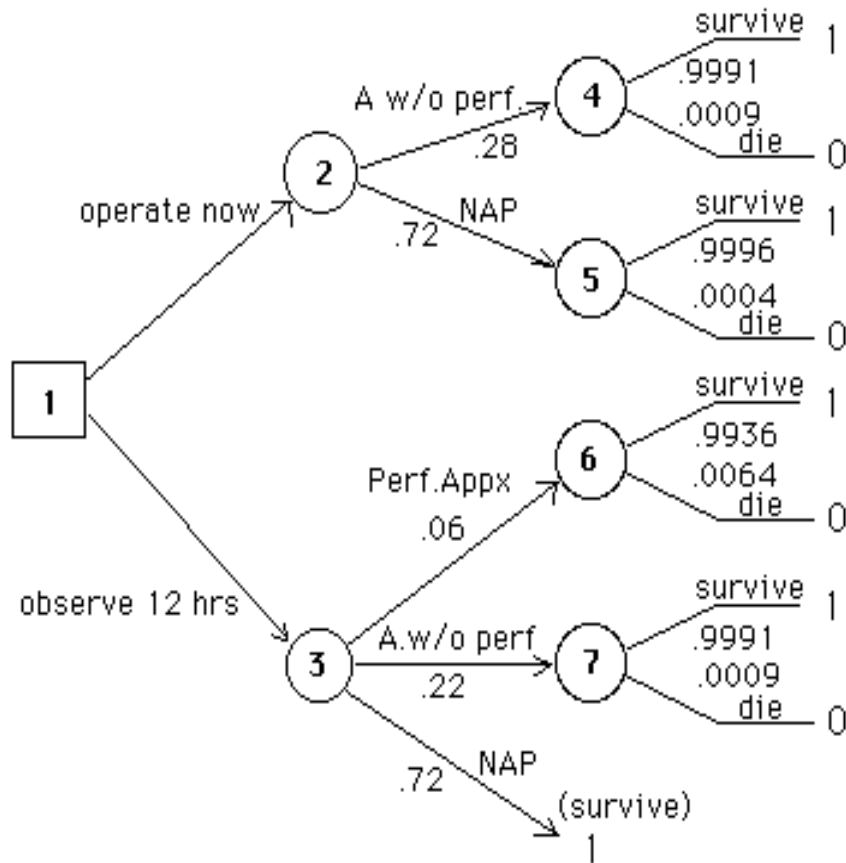 survive 1
.9991
A w/o perf. 4
.0009
.28
die 0
2
operate now
NAP
.72
survive 1
.9996
5
.0004
die 0
1
survive 1
.9936
6
Perf.Appx
.0064
.06
die 0
observe 12 hrs
survive 1
.9991
A.w/o perf 7
3
.0009
.22
die 0
NAP
.72
(survive)
1